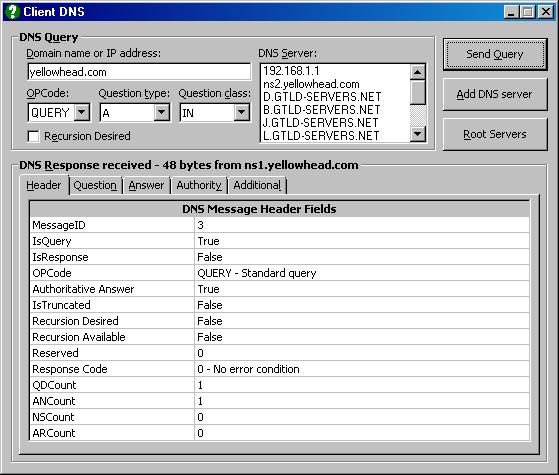 Client DNS
DNS Query
Domain name or IP address:
yellowhead.com
OPCode: Question type: Question class:
QUERY A IN
Recursion Desired
DNS Server:
192.168.1.1
ns2.yellowhead.com
D.GTLD-SERVERS.NET
B.GTLD-SERVERS.NET
J.GTLD-SERVERS.NET
L.GTLD-SERVERS.NET
Send Query
Add DNS server
Root Servers
DNS Response received - 48 bytes from ns1.yellowhead.com
Header Question Answer Authority Additional
DNS Message Header Fields
MessageID 3
IsQuery True
IsResponse False
OPCode QUERY - Standard query
Authoritative Answer True
IsTruncated False
Recursion Desired False
Recursion Available False
Reserved 0
Response Code 0 - No error condition
QDCount 1
ANCount 1
NSCount 0
ARCount 0